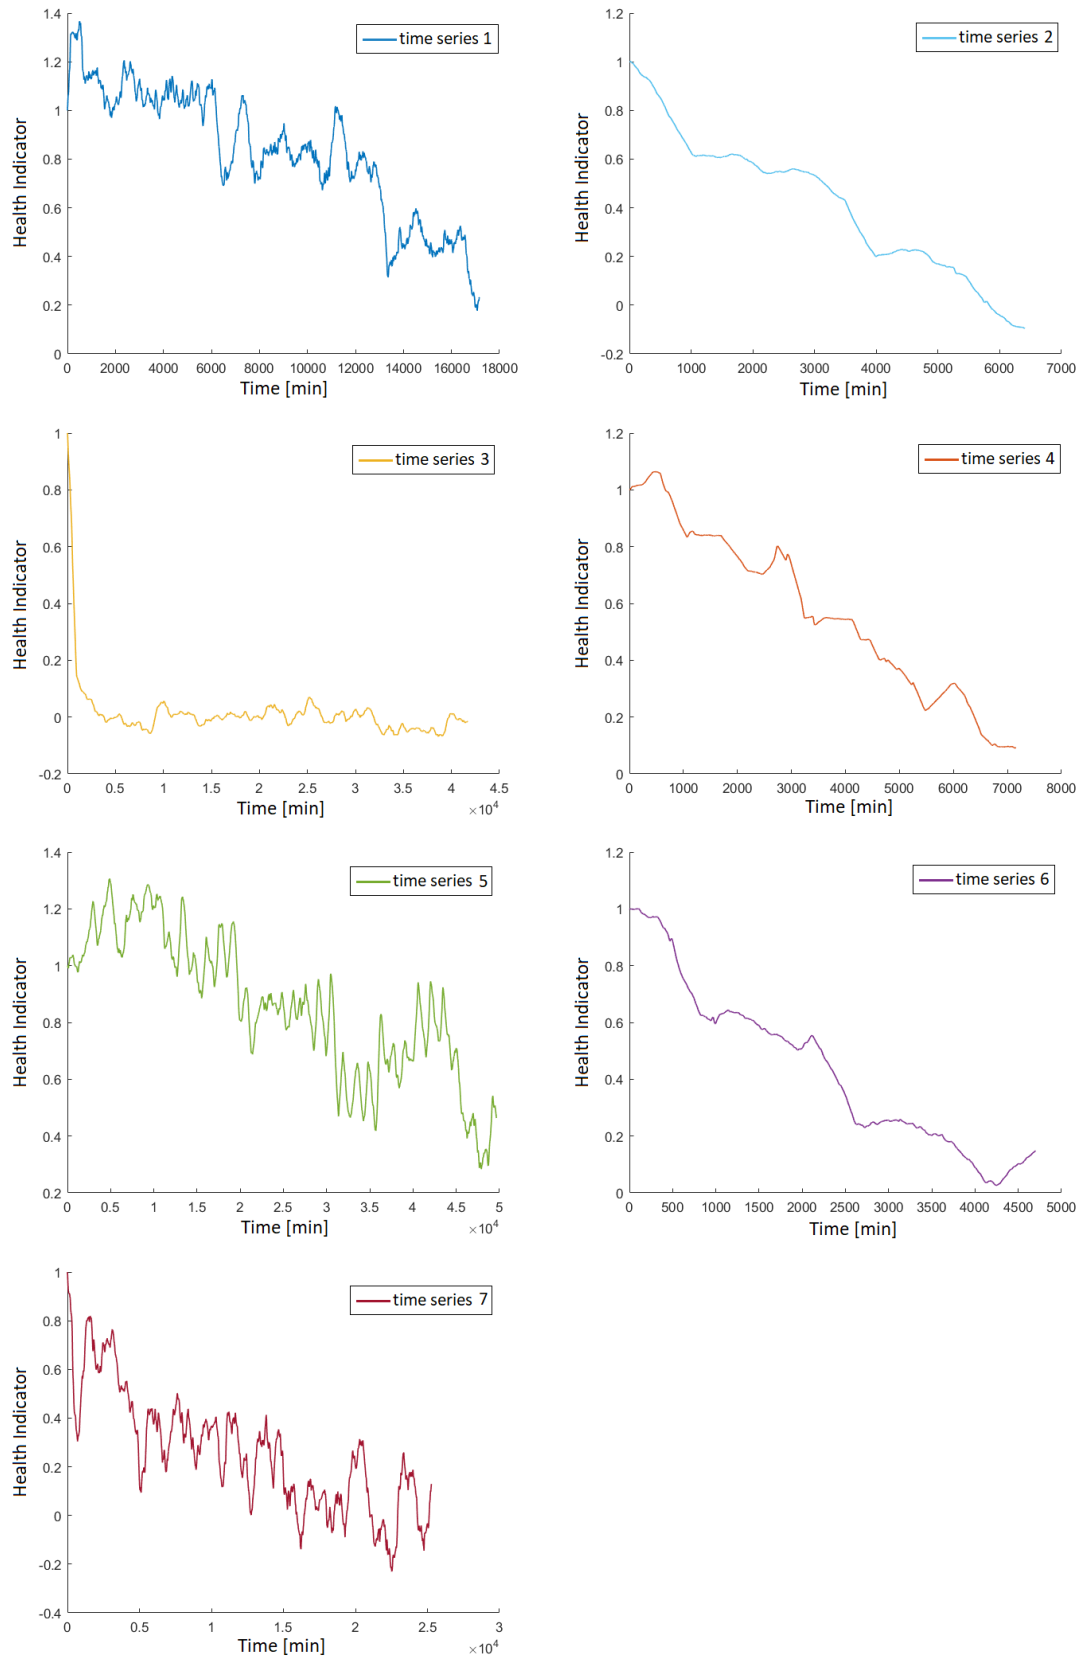 1.4
1.2
1
0.8
0.6
0.4
0.2
0
Health Indicator
time series 1
0 2000 4000 6000 8000 10000 12000 14000 16000 18000
Time [min]
1.2
1
0.8
0.6
0.4
0.2
0
-0.2
Health Indicator
time series 2
0 1000 2000 3000 4000 5000 6000 7000
Time [min]
1
0.8
0.6
0.4
0.2
0
-0.2
Health Indicator
time series 3
0 0.5 1 1.5 2 2.5 3 3.5 4 4.5
Time [min]
×10⁴
1.2
1
0.8
0.6
0.4
0.2
0
Health Indicator
time series 4
0 1000 2000 3000 4000 5000 6000 7000 8000
Time [min]
1.4
1.2
1
0.8
0.6
0.4
0.2
Health Indicator
time series 5
0 0.5 1 1.5 2 2.5 3 3.5 4 4.5 5
Time [min]
×10⁴
1.2
1
0.8
0.6
0.4
0.2
0
Health Indicator
time series 6
0 500 1000 1500 2000 2500 3000 3500 4000 4500 5000
Time [min]
1
0.8
0.6
0.4
0.2
0
-0.2
-0.4
Health Indicator
time series 7
0 0.5 1 1.5 2 2.5 3
Time [min]
×10⁴